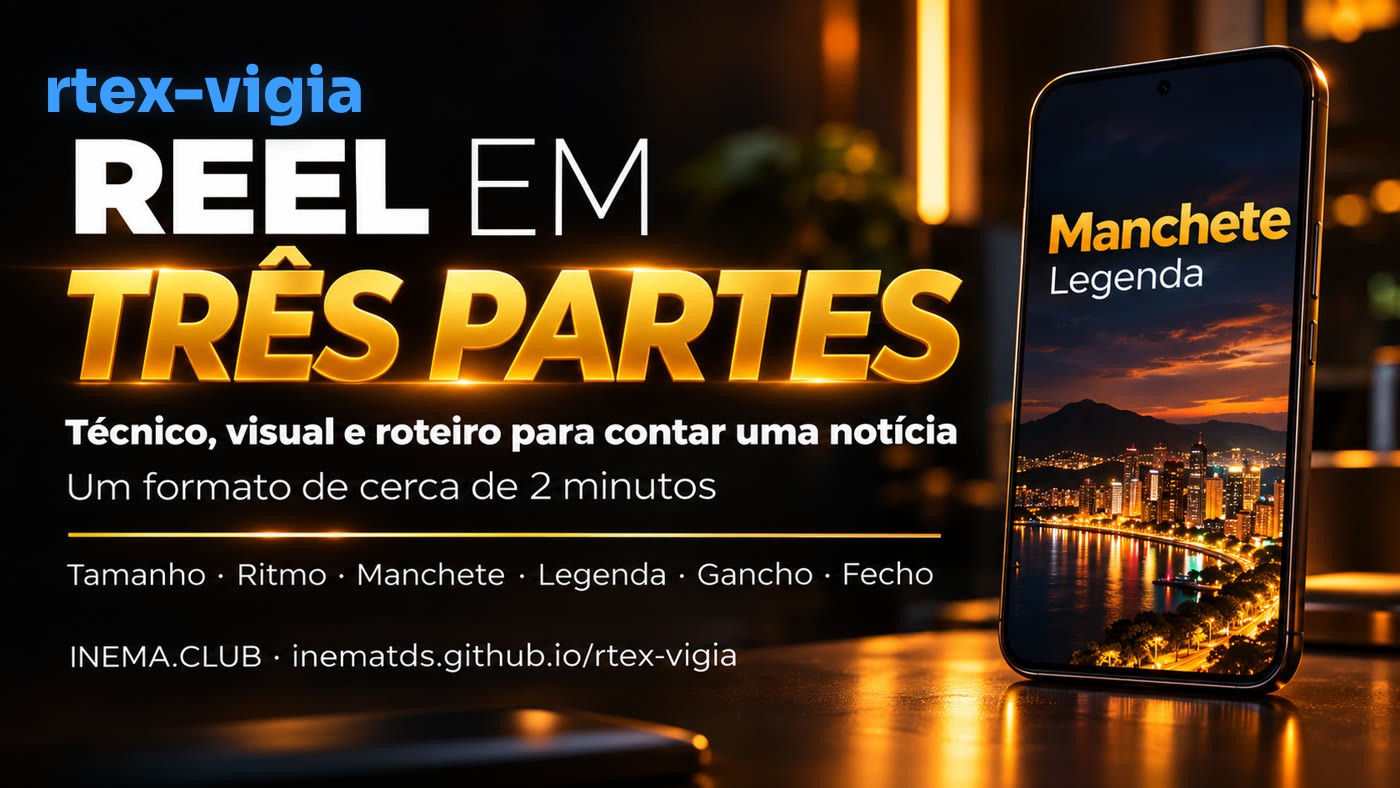 rtex-vigia
REEL EM
TRÊS PARTES
Técnico, visual e roteiro para contar uma notícia
Um formato de cerca de 2 minutos
Tamanho · Ritmo · Manchete · Legenda · Gancho · Fecho
INEMA.CLUB · inematds.github.io/rtex-vigia
Manchete
Legenda